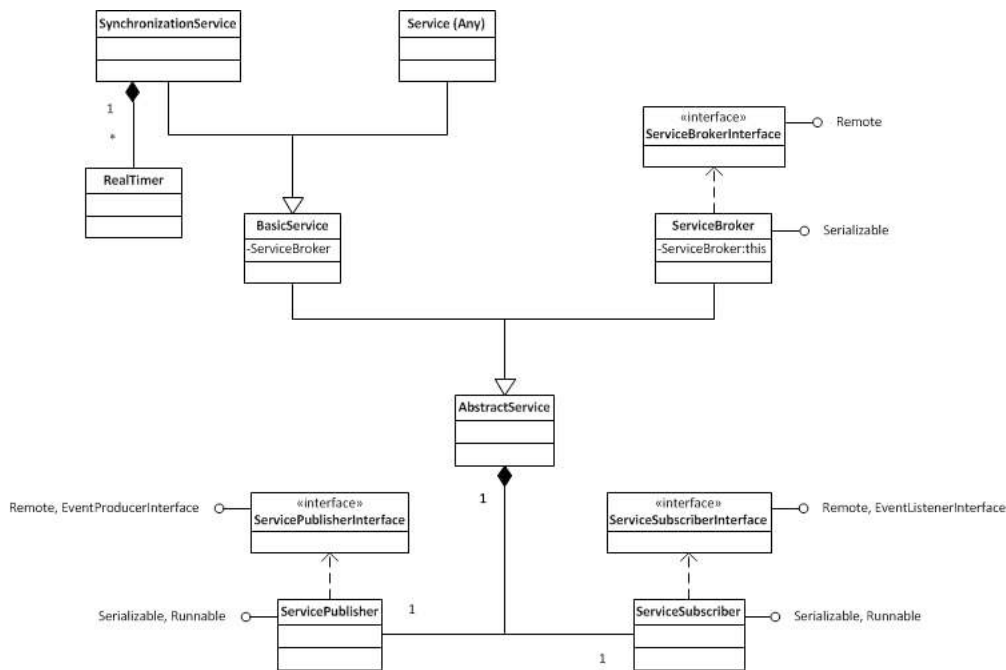 SynchronizationService
Service (Any)
1
*
RealTimer
«interface»
ServiceBrokerInterface
Remote
BasicService
-ServiceBroker
ServiceBroker
-ServiceBroker:this
Serializable
AbstractService
1
Remote, EventProducerInterface
«interface»
ServicePublisherInterface
«interface»
ServiceSubscriberInterface
Remote, EventListenerInterface
Serializable, Runnable
ServicePublisher
1
1
ServiceSubscriber
Serializable, Runnable